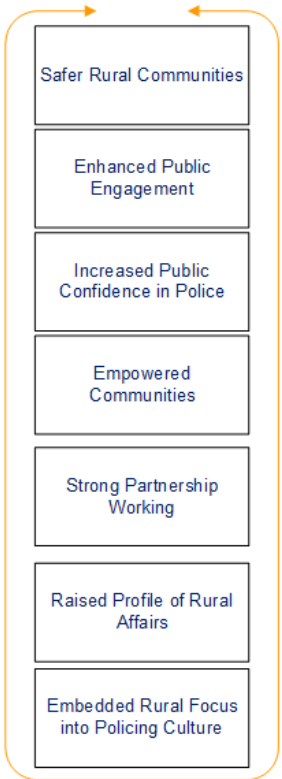 Safer Rural Communities
Enhanced Public
Engagement
Increased Public
Confidence in Police
Empowered
Communities
Strong Partnership
Working
Raised Profile of Rural
Affairs
Embedded Rural Focus
into Policing Culture